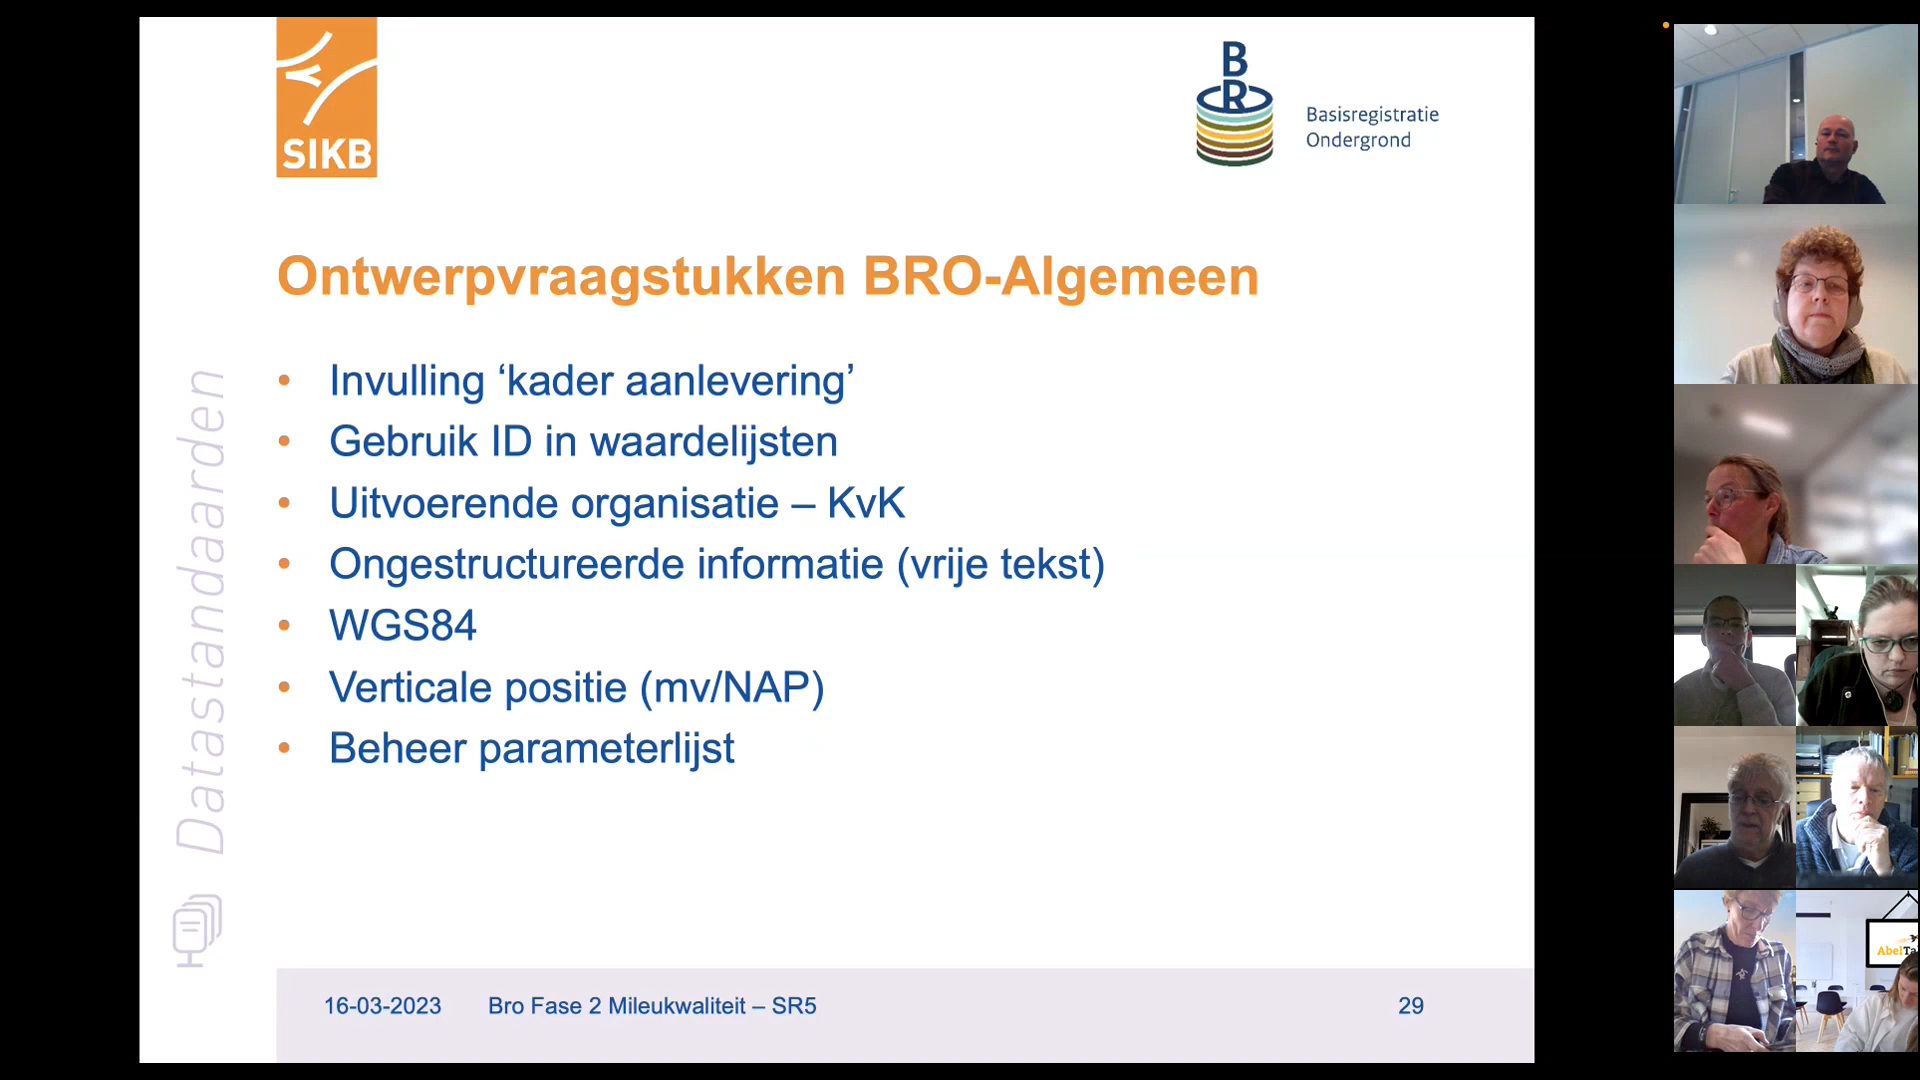 SIKB
B
R
Basisregistratie
Ondergrond
Ontwerpvraagstukken BRO-Algemeen
• Invulling ‘kader aanlevering’
• Gebruik ID in waardelijsten
• Uitvoerende organisatie – KvK
• Ongestructureerde informatie (vrije tekst)
• WGS84
• Verticale positie (mv/NAP)
• Beheer parameterlijst
Datastandaarden
16-03-2023 Bro Fase 2 Mileukwaliteit – SR5 29
AbelTa